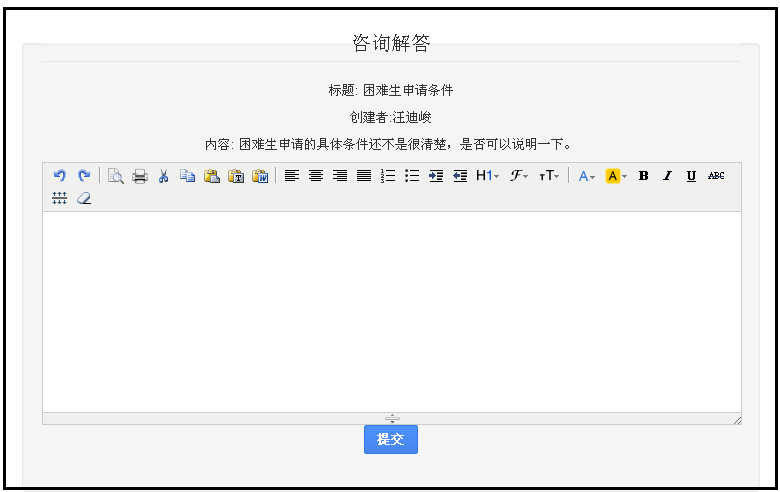 咨询解答
标题: 困难生申请条件
创建者:汪迪峻
内容: 困难生申请的具体条件还不是很清楚，是否可以说明一下。
H1 ℱ тT A A B I U ABC
提交